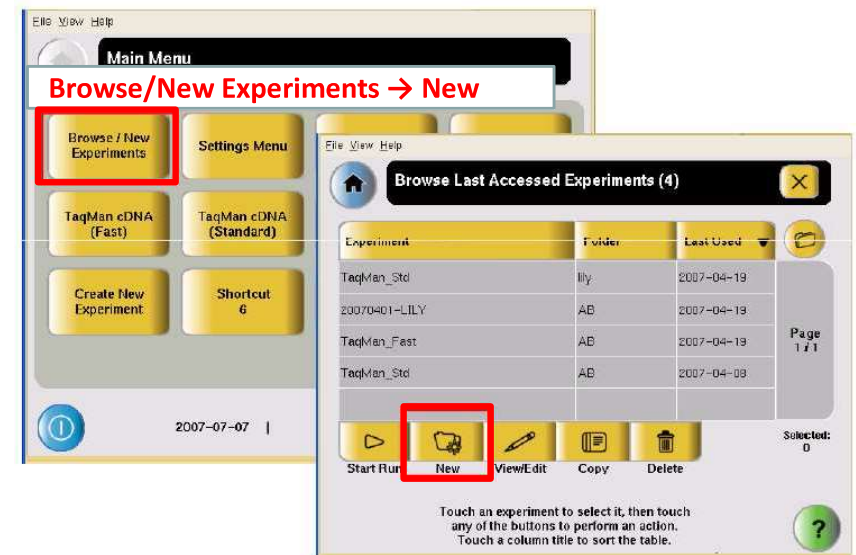 File View Help
Main Menu
Browse/New Experiments → New
Browse / New
Experiments
Settings Menu
TaqMan cDNA
(Fast)
TaqMan cDNA
(Standard)
Create New
Experiment
Shortcut
6
2007-07-07 |
File View Help
Browse Last Accessed Experiments (4)
Experiment Folder Last Used
TaqMan_Std lily 2007-04-19
20070401-LILY AB 2007-04-19
TaqMan_Fast AB 2007-04-19
TaqMan_Std AB 2007-04-08
Page
1 / 1
Selected:
0
Start Run New View/Edit Copy Delete
Touch an experiment to select it, then touch
any of the buttons to perform an action.
Touch a column title to sort the table.
?